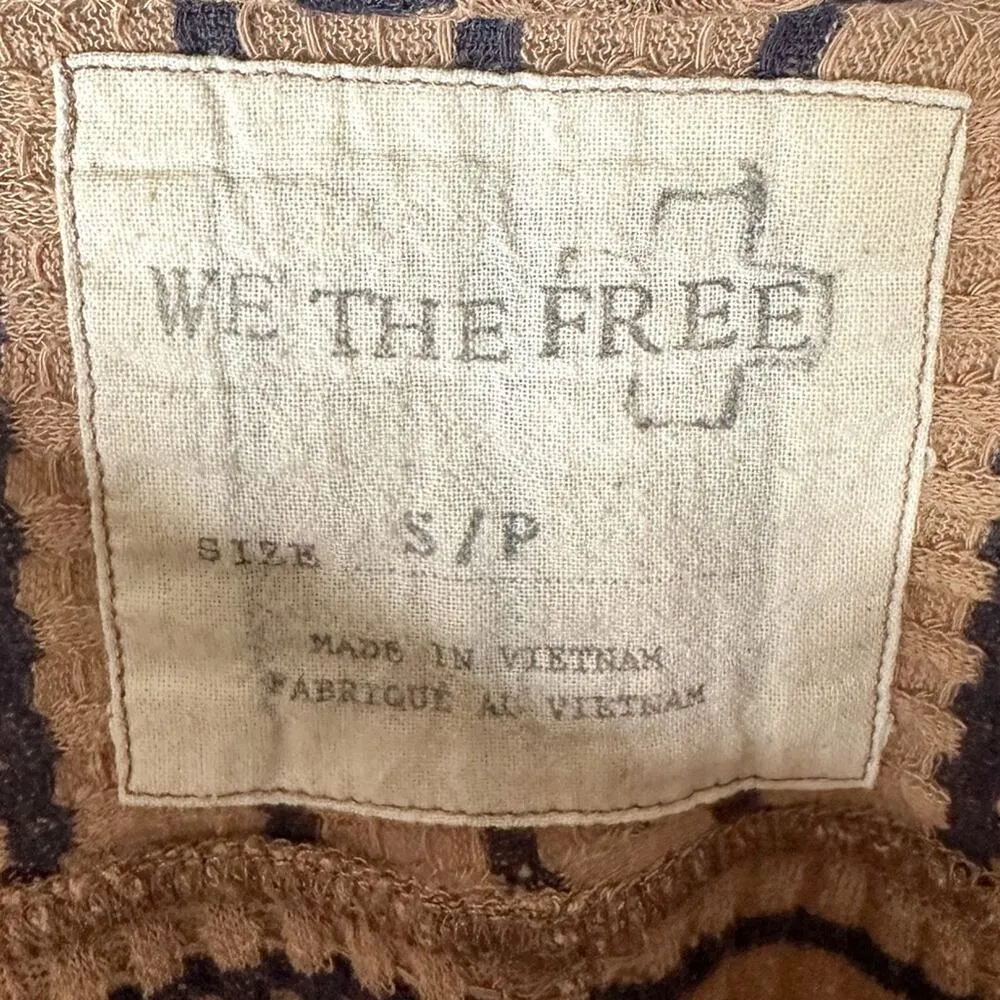 WE THE FREE
SIZE S/P
MADE IN VIETNAM
FABRIQUÉ AU VIETNAM